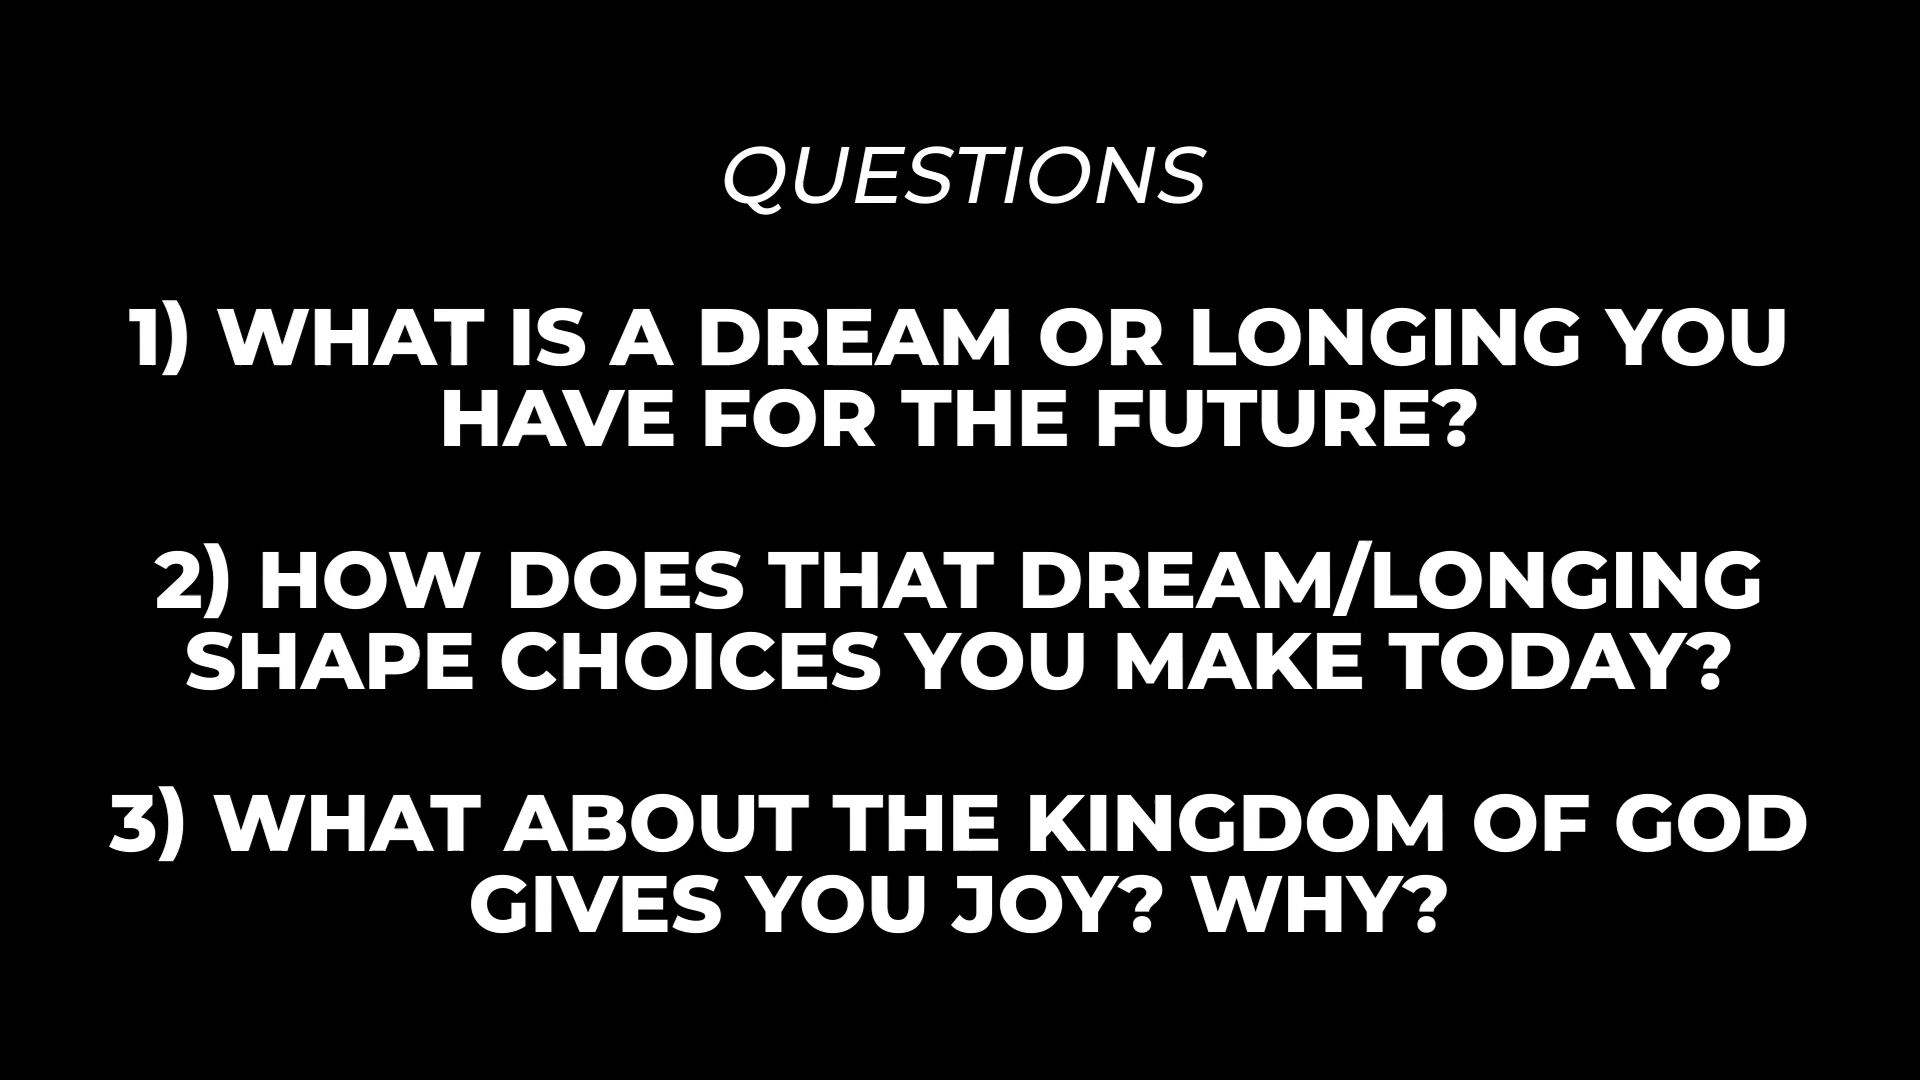 QUESTIONS
1) WHAT IS A DREAM OR LONGING YOU
HAVE FOR THE FUTURE?
2) HOW DOES THAT DREAM/LONGING
SHAPE CHOICES YOU MAKE TODAY?
3) WHAT ABOUT THE KINGDOM OF GOD
GIVES YOU JOY? WHY?